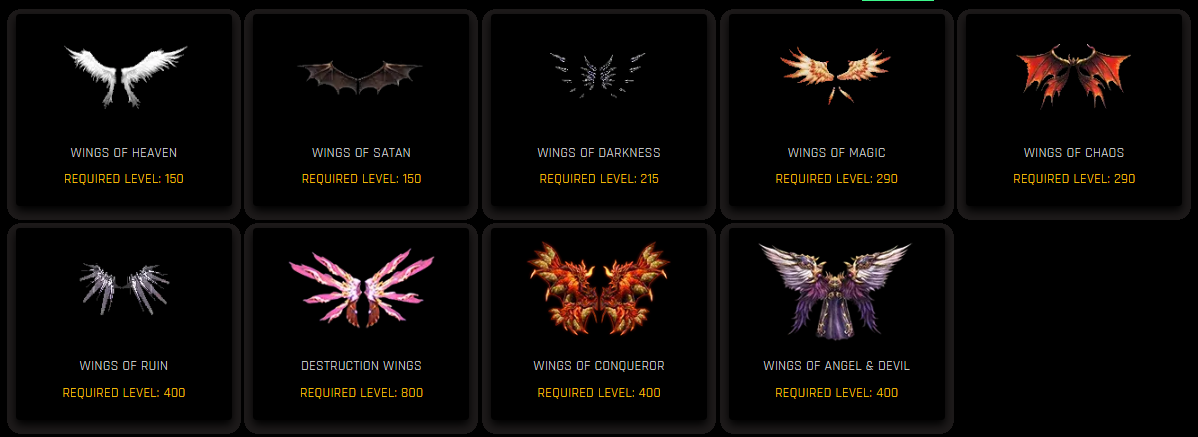 WINGS OF HEAVEN
REQUIRED LEVEL: 150
WINGS OF SATAN
REQUIRED LEVEL: 150
WINGS OF DARKNESS
REQUIRED LEVEL: 215
WINGS OF MAGIC
REQUIRED LEVEL: 290
WINGS OF CHAOS
REQUIRED LEVEL: 290
WINGS OF RUIN
REQUIRED LEVEL: 400
DESTRUCTION WINGS
REQUIRED LEVEL: 800
WINGS OF CONQUEROR
REQUIRED LEVEL: 400
WINGS OF ANGEL & DEVIL
REQUIRED LEVEL: 400